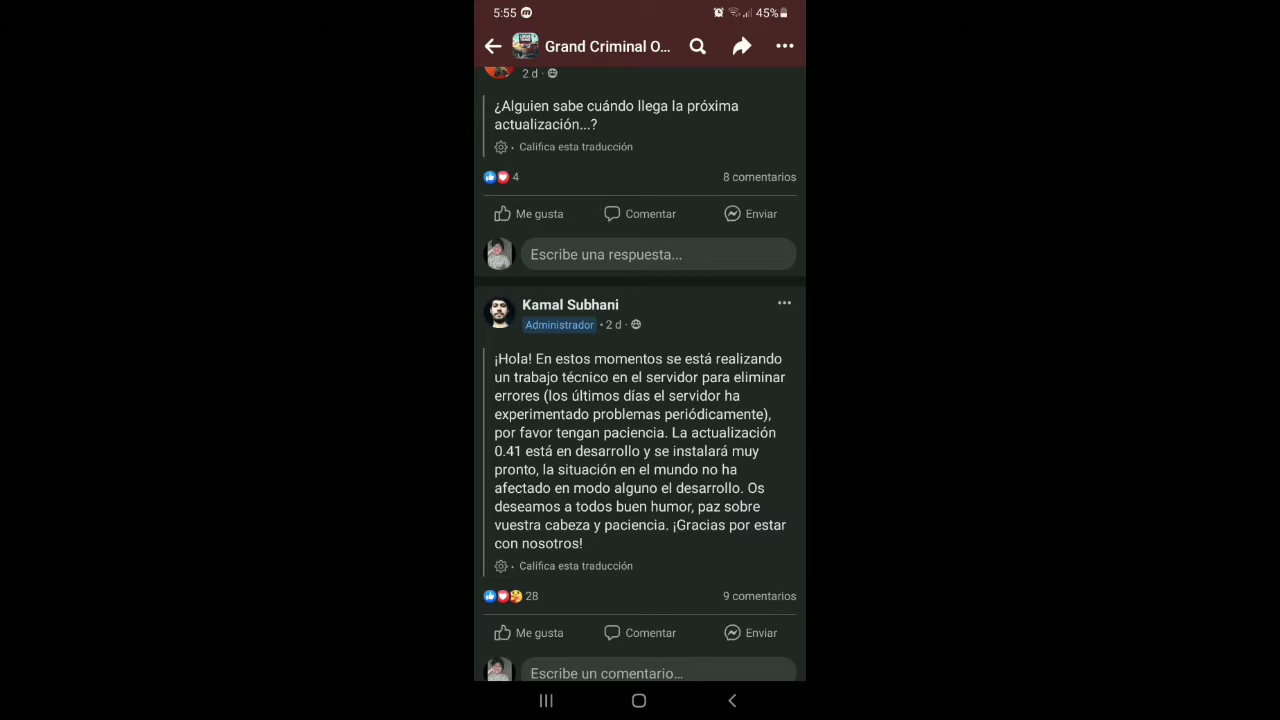 5:55
45%
Grand Criminal O...
2 d
¿Alguien sabe cuándo llega la próxima
actualización...?
Califica esta traducción
4
8 comentarios
Me gusta
Comentar
Enviar
Escribe una respuesta...
Kamal Subhani
Administrador • 2 d
¡Hola! En estos momentos se está realizando
un trabajo técnico en el servidor para eliminar
errores (los últimos días el servidor ha
experimentado problemas periódicamente),
por favor tengan paciencia. La actualización
0.41 está en desarrollo y se instalará muy
pronto, la situación en el mundo no ha
afectado en modo alguno el desarrollo. Os
deseamos a todos buen humor, paz sobre
vuestra cabeza y paciencia. ¡Gracias por estar
con nosotros!
Califica esta traducción
28
9 comentarios
Me gusta
Comentar
Enviar
Escribe un comentario...